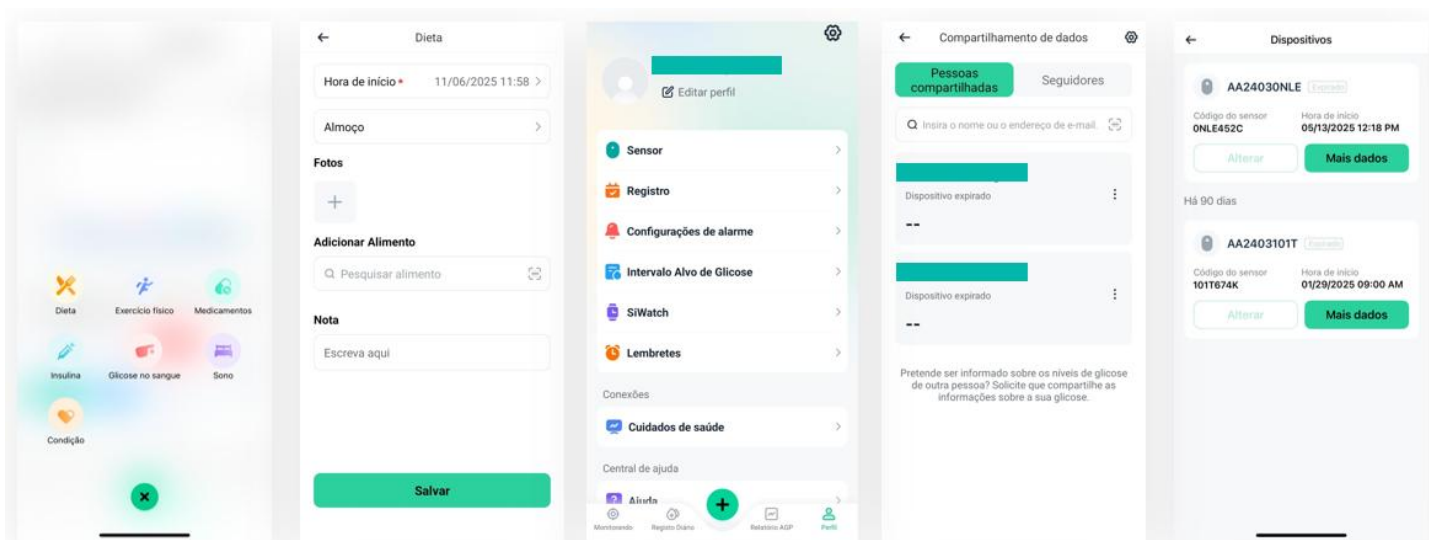 Dieta
Exercício físico
Medicamentos
Insulina
Glicose no sangue
Sono
Condição
Dieta
Hora de início • 11/06/2025 11:58
Almoço
Fotos
Adicionar Alimento
Pesquisar alimento
Nota
Escreva aqui
Salvar
Editar perfil
Sensor
Registro
Configurações de alarme
Intervalo Alvo de Glicose
SiWatch
Lembretes
Conexões
Cuidados de saúde
Central de ajuda
Ajuda
Monitorando
Registo Diário
Relatório AGP
Perfil
Compartilhamento de dados
Pessoas
compartilhadas
Seguidores
Insira o nome ou o endereço de e-mail.
Dispositivo expirado
--
Dispositivo expirado
--
Pretende ser informado sobre os níveis de glicose
de outra pessoa? Solicite que compartilhe as
informações sobre a sua glicose.
Dispositivos
AA24030NLE Expirado
Código do sensor Hora de início
0NLE452C 05/13/2025 12:18 PM
Alterar Mais dados
Há 90 dias
AA2403101T Expirado
Código do sensor Hora de início
101T674K 01/29/2025 09:00 AM
Alterar Mais dados